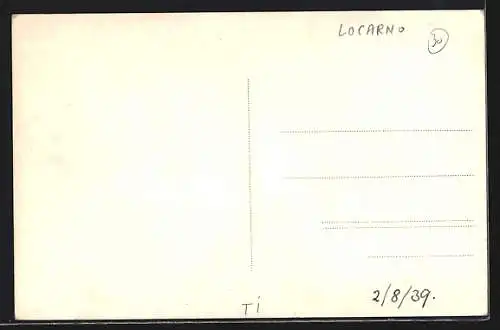 LOCARNO
30
2/8/39.
Ti